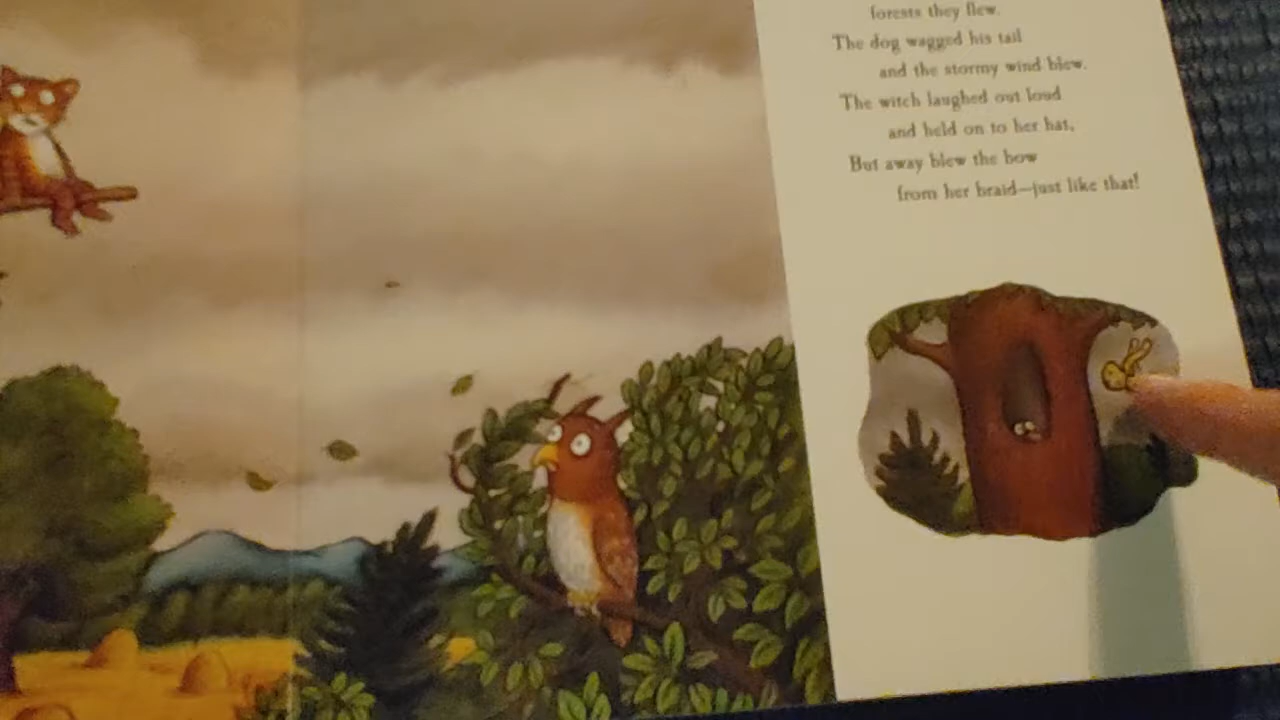 forests they flew.
The dog wagged his tail
and the stormy wind blew.
The witch laughed out loud
and held on to her hat,
But away blew the bow
from her braid—just like that!